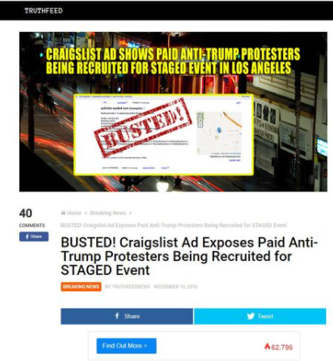 TRUTHFEED
• CRAIGSLIST AD SHOWS PAID ANTI-TRUMP PROTESTERS
BEING RECRUITED FOR STAGED EVENT IN LOS ANGELES
BUSTED!
40
COMMENTS
f Share
Home > Breaking News >
BUSTED! Craigslist Ad Exposes Paid Anti-Trump Protesters Being Recruited for STAGED Event
BUSTED! Craigslist Ad Exposes Paid Anti-
Trump Protesters Being Recruited for
STAGED Event
BREAKING NEWS BY TRUTHFEEDNEWS NOVEMBER 10, 2016
f Share
Tweet
Find Out More >
62,796